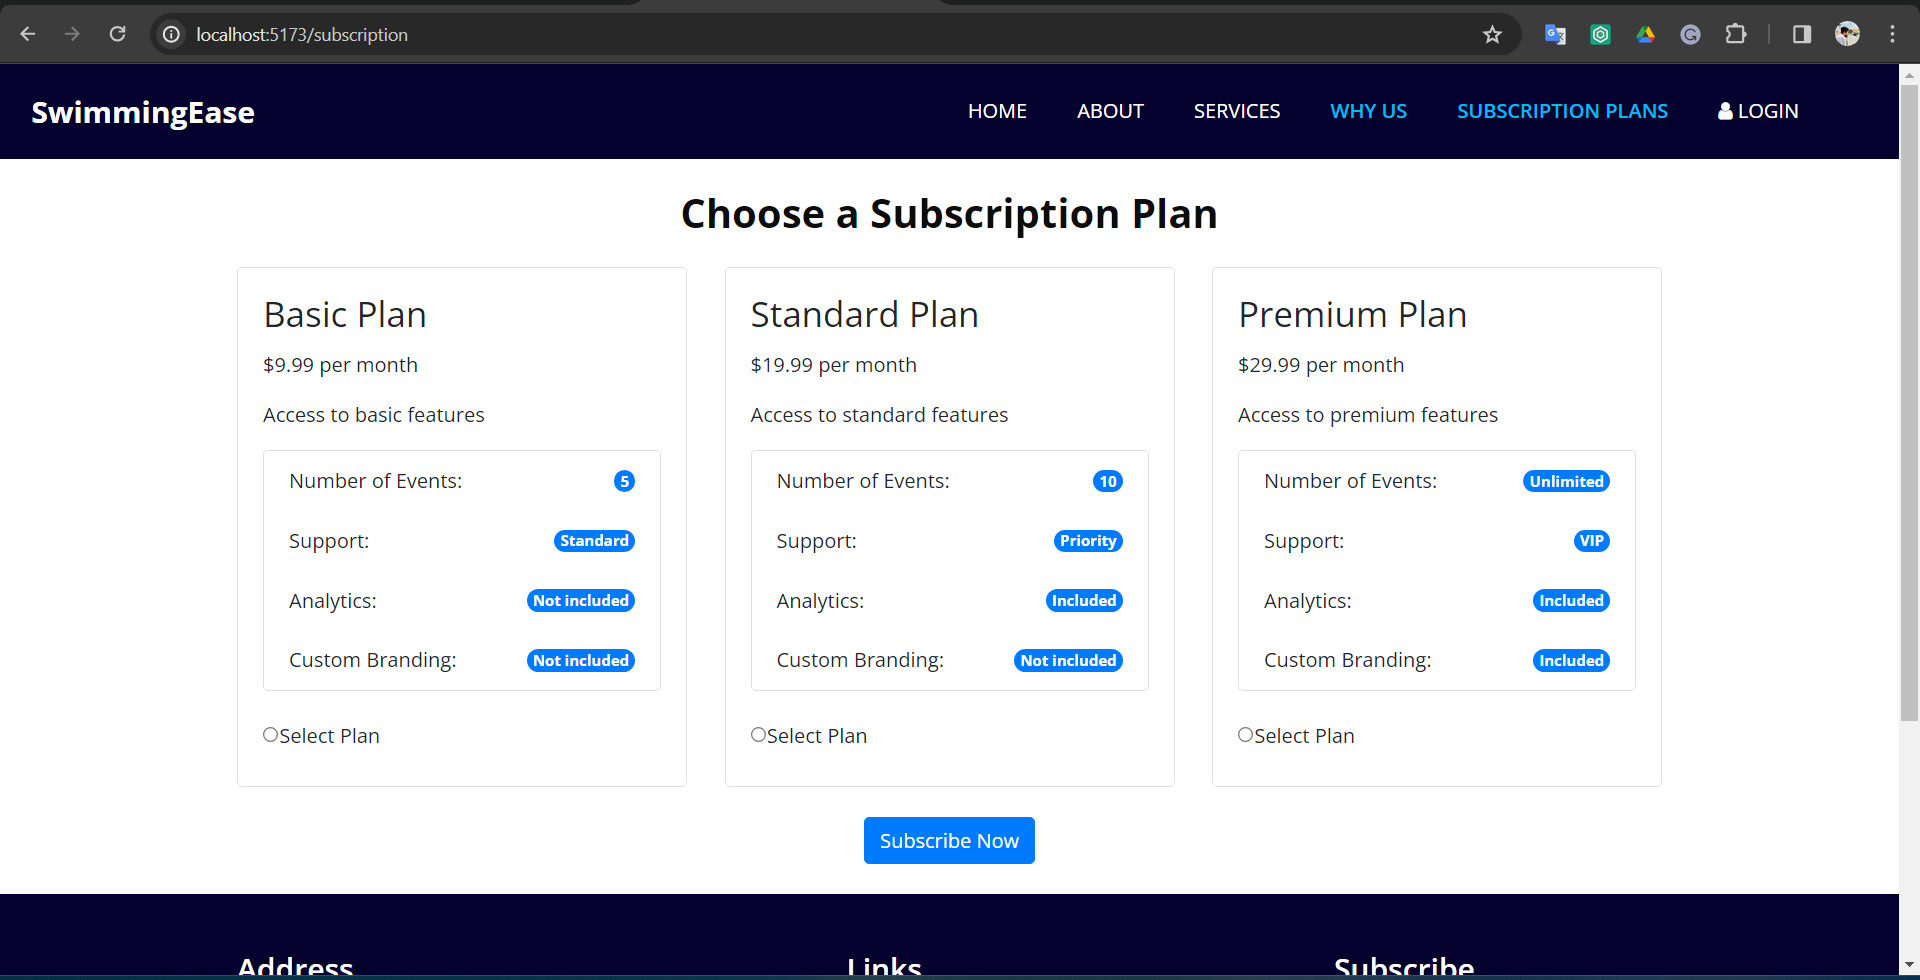 localhost:5173/subscription
SwimmingEase
HOME ABOUT SERVICES WHY US SUBSCRIPTION PLANS LOGIN
Choose a Subscription Plan
Basic Plan
$9.99 per month
Access to basic features
Number of Events: 5
Support: Standard
Analytics: Not included
Custom Branding: Not included
Select Plan
Standard Plan
$19.99 per month
Access to standard features
Number of Events: 10
Support: Priority
Analytics: Included
Custom Branding: Not included
Select Plan
Premium Plan
$29.99 per month
Access to premium features
Number of Events: Unlimited
Support: VIP
Analytics: Included
Custom Branding: Included
Select Plan
Subscribe Now
Address
Links
Subscribe